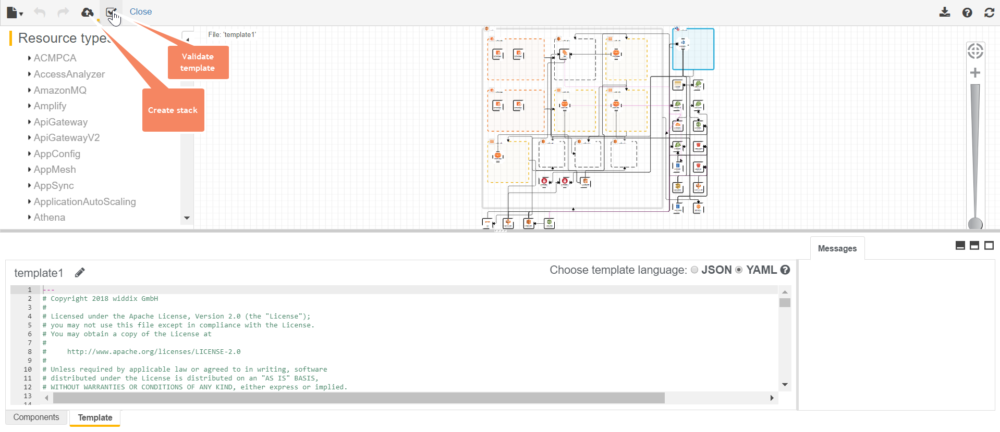 Close
Resource types
File: 'template1'
Validate
template
Create stack
ACMPCA
AccessAnalyzer
AmazonMQ
Amplify
ApiGateway
ApiGatewayV2
AppConfig
AppMesh
AppSync
ApplicationAutoScaling
Athena
Messages
template1
Choose template language: JSON YAML
1 ---
2 # Copyright 2018 widdix GmbH
3 #
4 # Licensed under the Apache License, Version 2.0 (the "License");
5 # you may not use this file except in compliance with the License.
6 # You may obtain a copy of the License at
7 #
8 # http://www.apache.org/licenses/LICENSE-2.0
9 #
10 # Unless required by applicable law or agreed to in writing, software
11 # distributed under the License is distributed on an "AS IS" BASIS,
12 # WITHOUT WARRANTIES OR CONDITIONS OF ANY KIND, either express or implied.
13
14
Components
Template